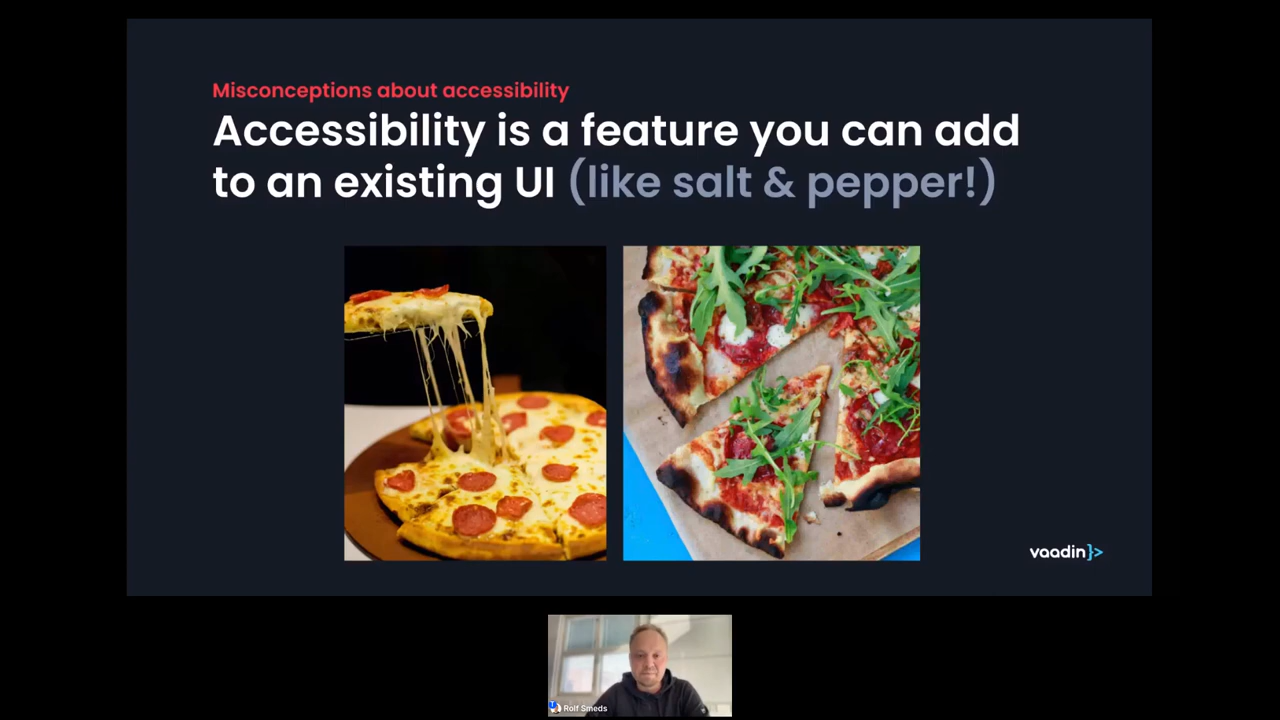 Misconceptions about accessibility
Accessibility is a feature you can add
to an existing UI (like salt & pepper!)
vaadin}>
Rolf Smeds